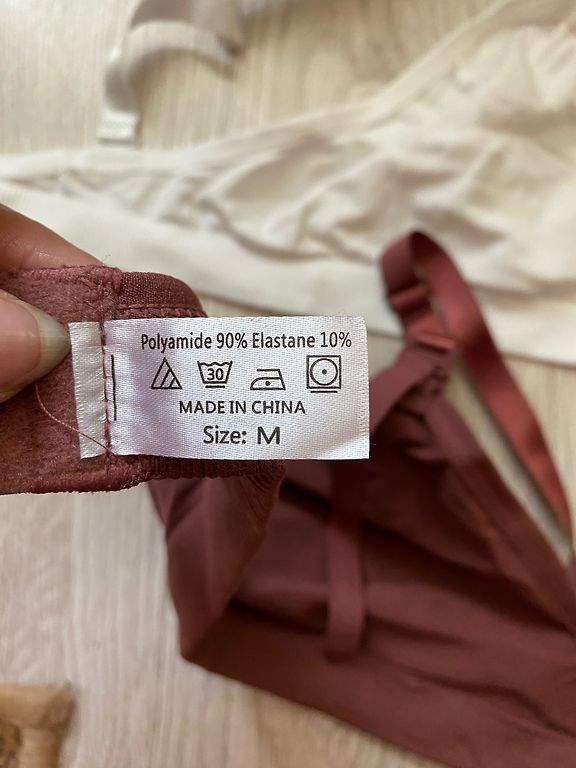 Polyamide 90% Elastane 10%
30
MADE IN CHINA
Size: M